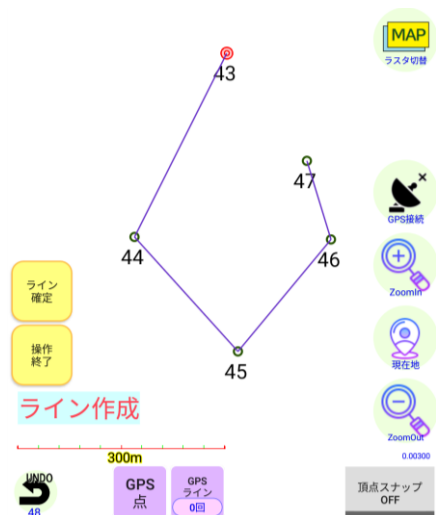 MAP
ラスタ切替
43
47
GPS接続
44
46
ライン
確定
ZoomIn
操作
終了
現在地
45
ライン作成
ZoomOut
300m
0.00300
UNDO
48
GPS
点
GPS
ライン
0回
頂点スナップ
OFF